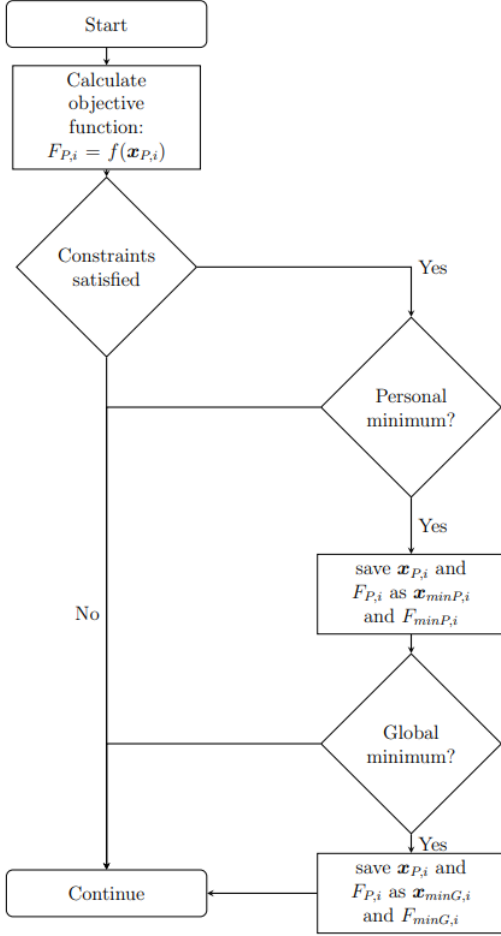 Start
Calculate
objective
function:
F_{P,i} = f(x_{P,i})
Constraints
satisfied
Yes
Personal
minimum?
Yes
save x_{P,i} and
F_{P,i} as x_{minP,i}
and F_{minP,i}
No
Global
minimum?
Yes
save x_{P,i} and
F_{P,i} as x_{minG,i}
and F_{minG,i}
Continue